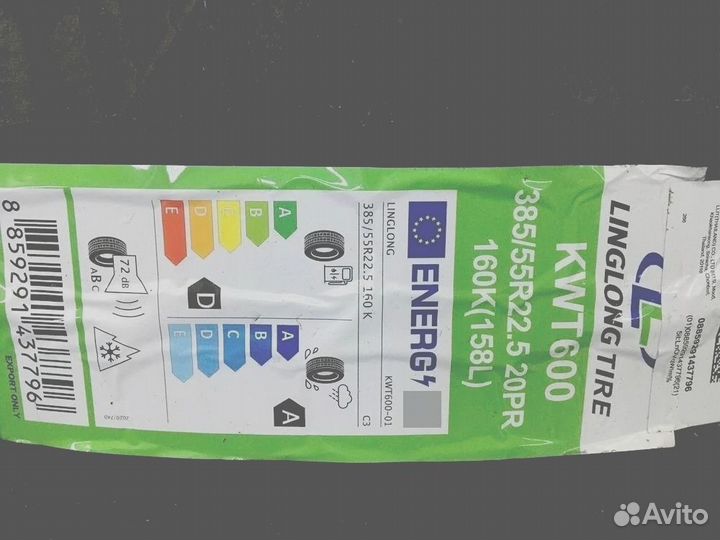 LINGLONG TIRE
KWT600
385/55R22.5 20PR
160K(158L)
ENERG
LINGLONG
KWT600-01
385/55R22.5 160 K
C3
A
B
C
D
E
D
A
B
C
D
E
A
72 dB
ABC
2020/740
8 859291 437796
EXPORT ONLY
08859291437796
Avito